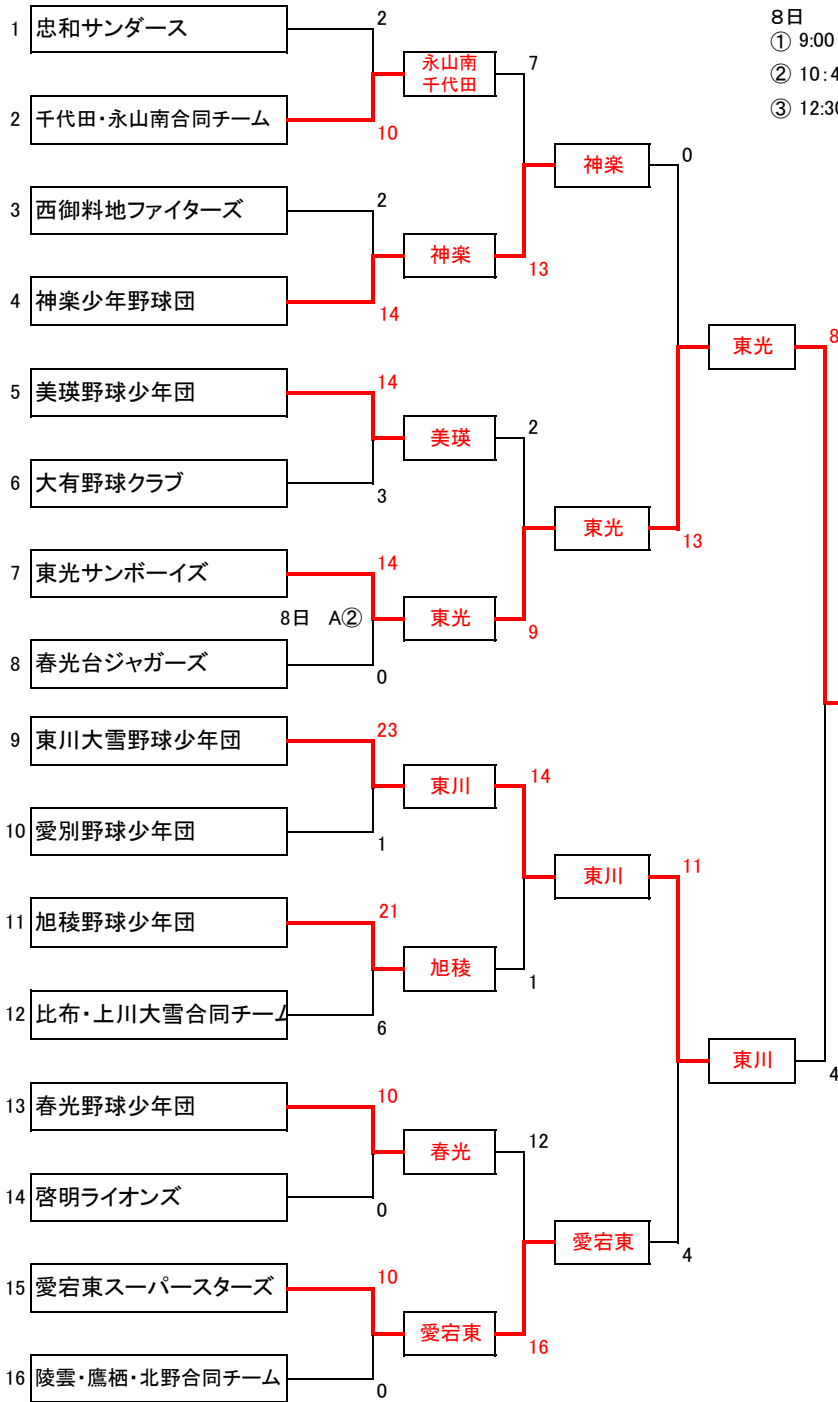 8日
① 9:00
② 10:4
③ 12:30
1 忠和サンダース
2
永山南
千代田
7
2 千代田・永山南合同チーム
10
神楽
0
3 西御料地ファイターズ
2
神楽
13
4 神楽少年野球団
14
東光
8
5 美瑛野球少年団
14
美瑛
2
6 大有野球クラブ
3
東光
13
7 東光サンボーイズ
14
8日 A②
東光
9
8 春光台ジャガーズ
0
9 東川大雪野球少年団
23
東川
14
10 愛別野球少年団
1
東川
11
11 旭稜野球少年団
21
旭稜
1
12 比布・上川大雪合同チーム
6
東川
4
13 春光野球少年団
10
春光
12
14 啓明ライオンズ
0
愛宕東
4
15 愛宕東スーパースターズ
10
愛宕東
16
16 陵雲・鷹栖・北野合同チーム
0